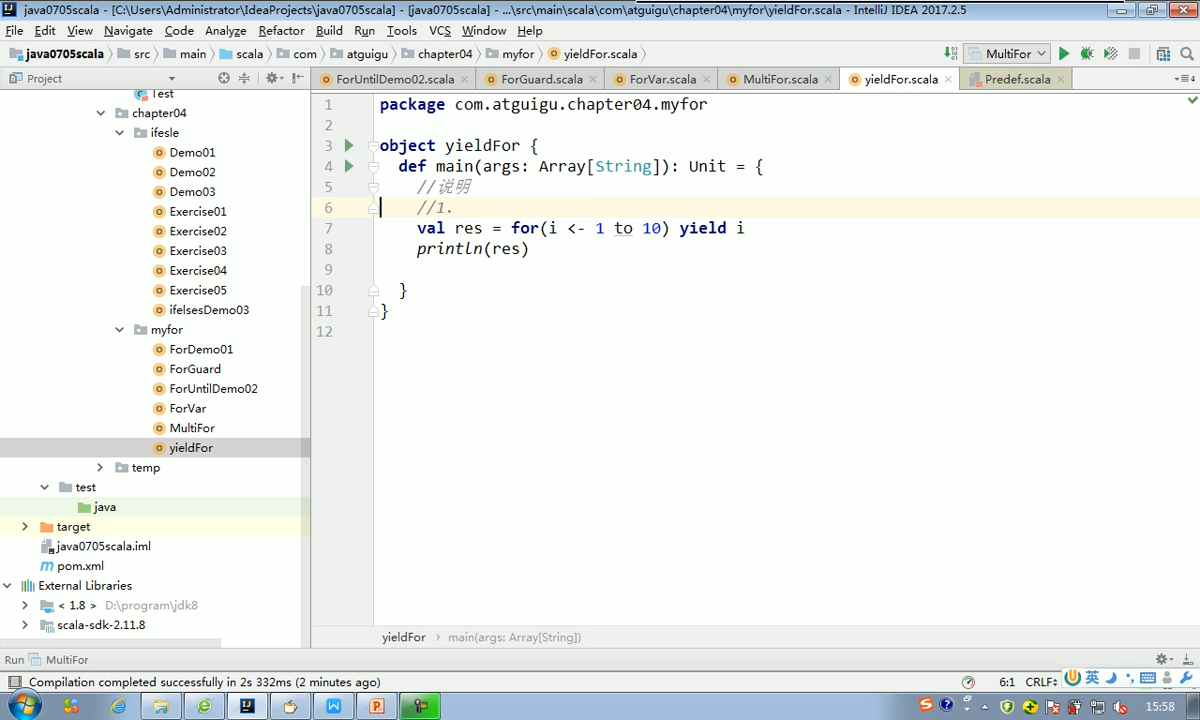 java0705scala - [C:\Users\Administrator\IdeaProjects\java0705scala] - [java0705scala] - ...\src\main\scala\com\atguigu\chapter04\myfor\yieldFor.scala - IntelliJ IDEA 2017.2.5
File Edit View Navigate Code Analyze Refactor Build Run Tools VCS Window Help
java0705scala src main scala com atguigu chapter04 myfor yieldFor.scala MultiFor
Project ForUntilDemo02.scala ForGuard.scala ForVar.scala MultiFor.scala yieldFor.scala Predef.scala
Test
chapter04
ifesle
Demo01
Demo02
Demo03
Exercise01
Exercise02
Exercise03
Exercise04
Exercise05
ifelsesDemo03
myfor
ForDemo01
ForGuard
ForUntilDemo02
ForVar
MultiFor
yieldFor
temp
test
java
target
java0705scala.iml
pom.xml
External Libraries
< 1.8 > D:\program\jdk8
scala-sdk-2.11.8
1 package com.atguigu.chapter04.myfor
2
3 object yieldFor {
4 def main(args: Array[String]): Unit = {
5 //说明
6 //1.
7 val res = for(i <- 1 to 10) yield i
8 println(res)
9
10 }
11 }
12
yieldFor main(args: Array[String])
Run MultiFor
Compilation completed successfully in 2s 332ms (2 minutes ago) 6:1 CRLF 英
15:58